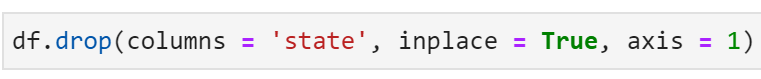 df.drop(columns = 'state', inplace = True, axis = 1)